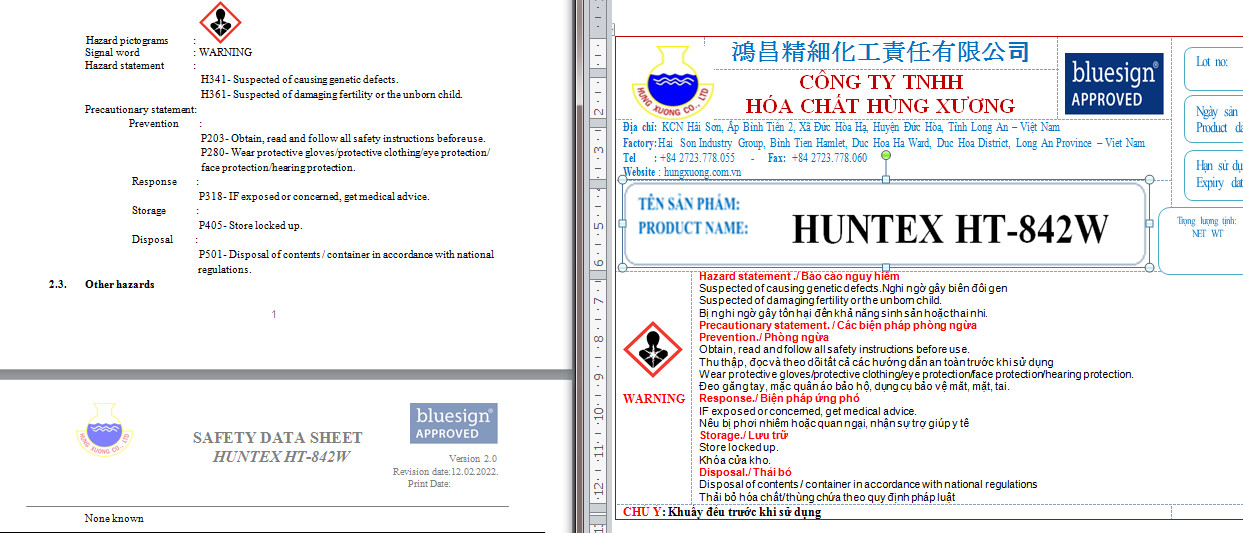 Hazard pictograms :
Signal word : WARNING
Hazard statement :
H341- Suspected of causing genetic defects.
H361- Suspected of damaging fertility or the unborn child.
Precautionary statement:
Prevention :
P203- Obtain, read and follow all safety instructions before use.
P280- Wear protective gloves/protective clothing/eye protection/
face protection/hearing protection.
Response :
P318- IF exposed or concerned, get medical advice.
Storage :
P405- Store locked up.
Disposal :
P501- Disposal of contents / container in accordance with national
regulations.
2.3. Other hazards
1
HUNG XUONG CO., LTD
SAFETY DATA SHEET
HUNTEX HT-842W
bluesign®
APPROVED
Version 2.0
Revision date:12.02.2022.
Print Date:
None known
2
3
4
5
6
7
8
9
10
11
12
HUNG XUONG CO., LTD
鴻昌精細化工責任有限公司
CÔNG TY TNHH
HÓA CHẤT HÙNG XƯƠNG
bluesign®
APPROVED
Địa chỉ: KCN Hải Sơn, Ấp Bình Tiền 2, Xã Đức Hòa Hạ, Huyện Đức Hòa, Tỉnh Long An – Việt Nam
Factory: Hai Son Industry Group, Binh Tien Hamlet, Duc Hoa Ha Ward, Duc Hoa District, Long An Province – Viet Nam
Tel : +84 2723.778.055 - Fax: +84 2723.778.060
Website : hungxuong.com.vn
Lot no:
Ngày sản
Product da
Hạn sử dụ
Expiry dat
TÊN SẢN PHẨM:
PRODUCT NAME:
HUNTEX HT-842W
Trọng lượng tịnh:
NET WT
Hazard statement ./ Báo cáo nguy hiểm
Suspected of causing genetic defects.Nghi ngờ gây biến đổi gen
Suspected of damaging fertility or the unborn child.
Bị nghi ngờ gây tổn hại đến khả năng sinh sản hoặc thai nhi.
Precautionary statement. / Các biện pháp phòng ngừa
Prevention./ Phòng ngừa
Obtain, read and follow all safety instructions before use.
Thu thập, đọc và theo dõi tất cả các hướng dẫn an toàn trước khi sử dụng
Wear protective gloves/protective clothing/eye protection/face protection/hearing protection.
Đeo găng tay, mặc quần áo bảo hộ, dụng cụ bảo vệ mắt, mặt, tai.
WARNING
Response./ Biện pháp ứng phó
IF exposed or concerned, get medical advice.
Nếu bị phơi nhiễm hoặc quan ngại, nhận sự trợ giúp y tế
Storage./ Lưu trữ
Store locked up.
Khóa cửa kho.
Disposal./ Thải bỏ
Disposal of contents / container in accordance with national regulations
Thải bỏ hóa chất/thùng chứa theo quy định pháp luật
CHÚ Ý: Khuấy đều trước khi sử dụng